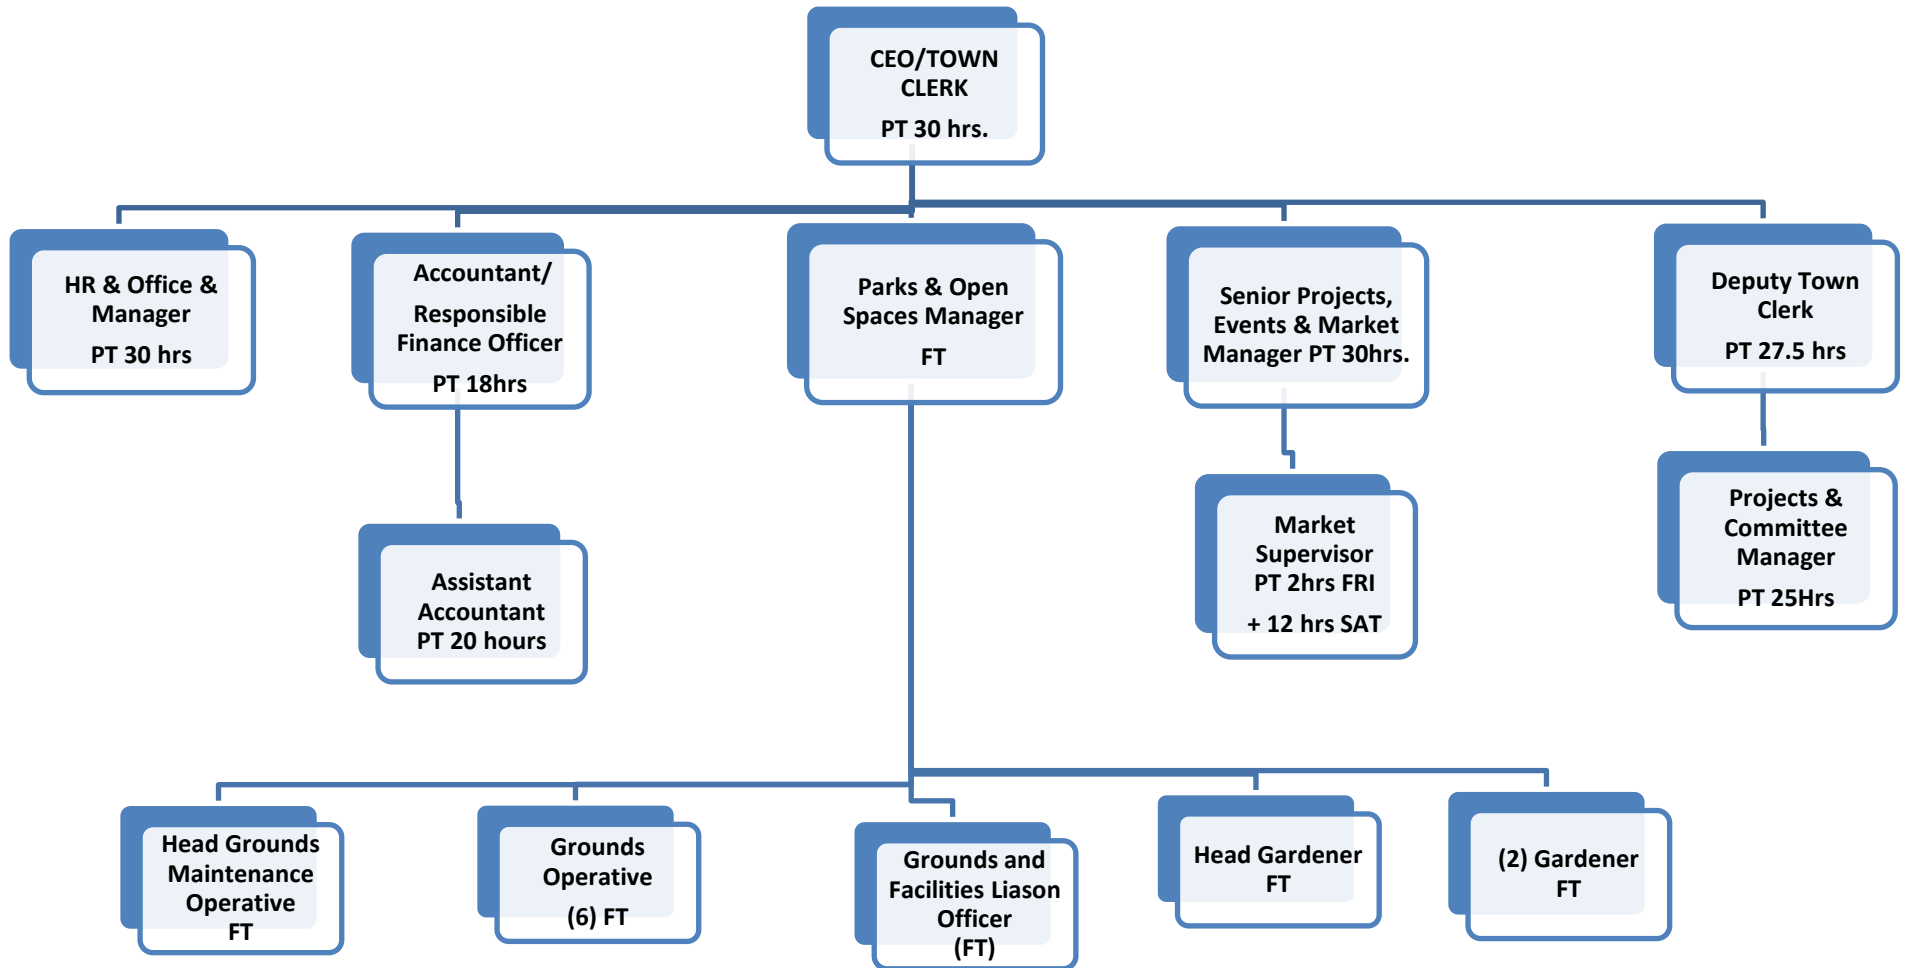 CEO/TOWN
CLERK
PT 30 hrs.
HR & Office &
Manager
PT 30 hrs
Accountant/
Responsible
Finance Officer
PT 18hrs
Parks & Open
Spaces Manager
FT
Senior Projects,
Events & Market
Manager PT 30hrs.
Deputy Town
Clerk
PT 27.5 hrs
Assistant
Accountant
PT 20 hours
Market
Supervisor
PT 2hrs FRI
+ 12 hrs SAT
Projects &
Committee
Manager
PT 25Hrs
Head Grounds
Maintenance
Operative
FT
Grounds
Operative
(6) FT
Grounds and
Facilities Liason
Officer
(FT)
Head Gardener
FT
(2) Gardener
FT